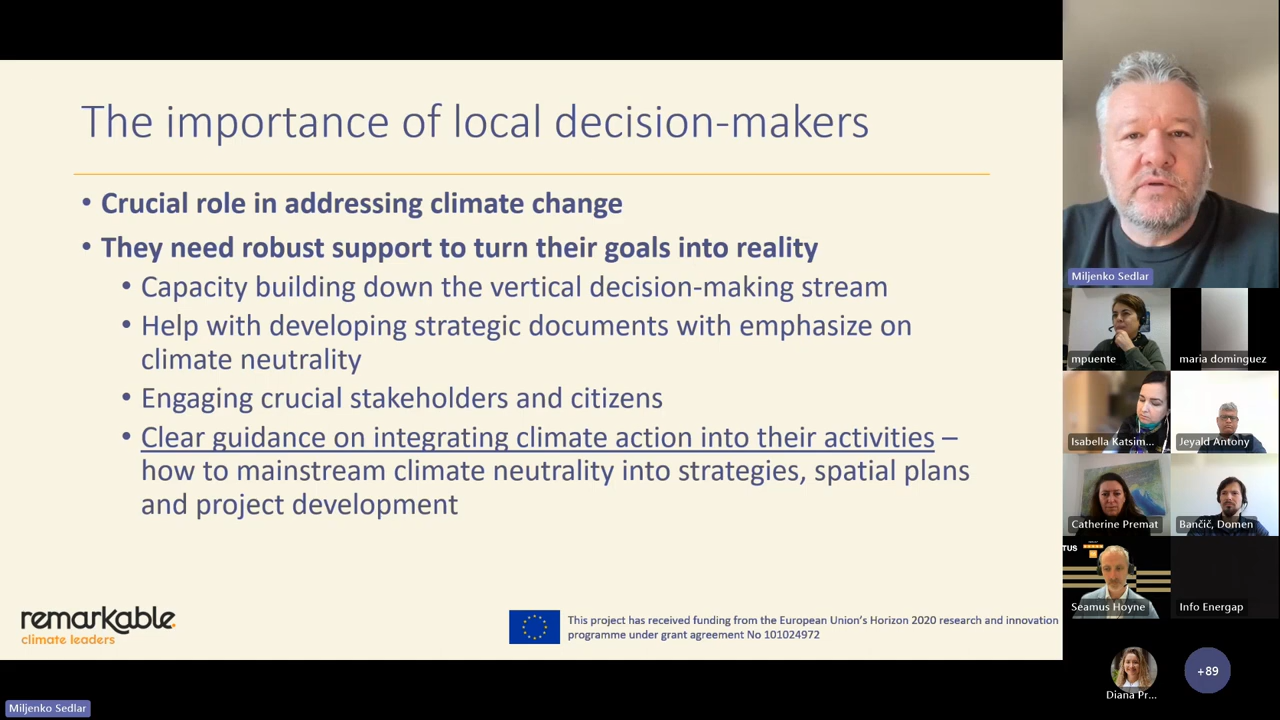 The importance of local decision-makers
• Crucial role in addressing climate change
• They need robust support to turn their goals into reality
• Capacity building down the vertical decision-making stream
• Help with developing strategic documents with emphasize on
climate neutrality
• Engaging crucial stakeholders and citizens
• Clear guidance on integrating climate action into their activities –
how to mainstream climate neutrality into strategies, spatial plans
and project development
remarkable.
climate leaders
This project has received funding from the European Union's Horizon 2020 research and innovation
programme under grant agreement No 101024972
Miljenko Sedlar
Miljenko Sedlar
mpuente
maria dominguez
Isabella Katsim...
Jeyald Antony
Catherine Premat
Bančič, Domen
TUS
Seamus Hoyne
Info Energap
Diana Pr...
+89